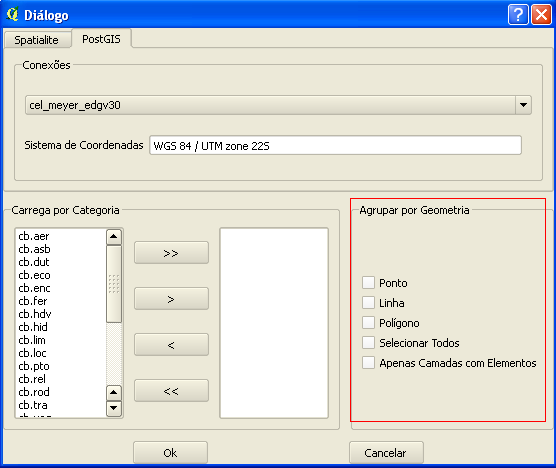 Diálogo
Spatialite
PostGIS
Conexões
cel_meyer_edgv30
Sistema de Coordenadas
WGS 84 / UTM zone 22S
Carrega por Categoria
cb.aer
cb.asb
cb.dut
cb.eco
cb.enc
cb.fer
cb.hdv
cb.hid
cb.lim
cb.loc
cb.pto
cb.rel
cb.rod
cb.tra
>>
>
<
<<
Agrupar por Geometria
Ponto
Linha
Polígono
Selecionar Todos
Apenas Camadas com Elementos
Ok
Cancelar